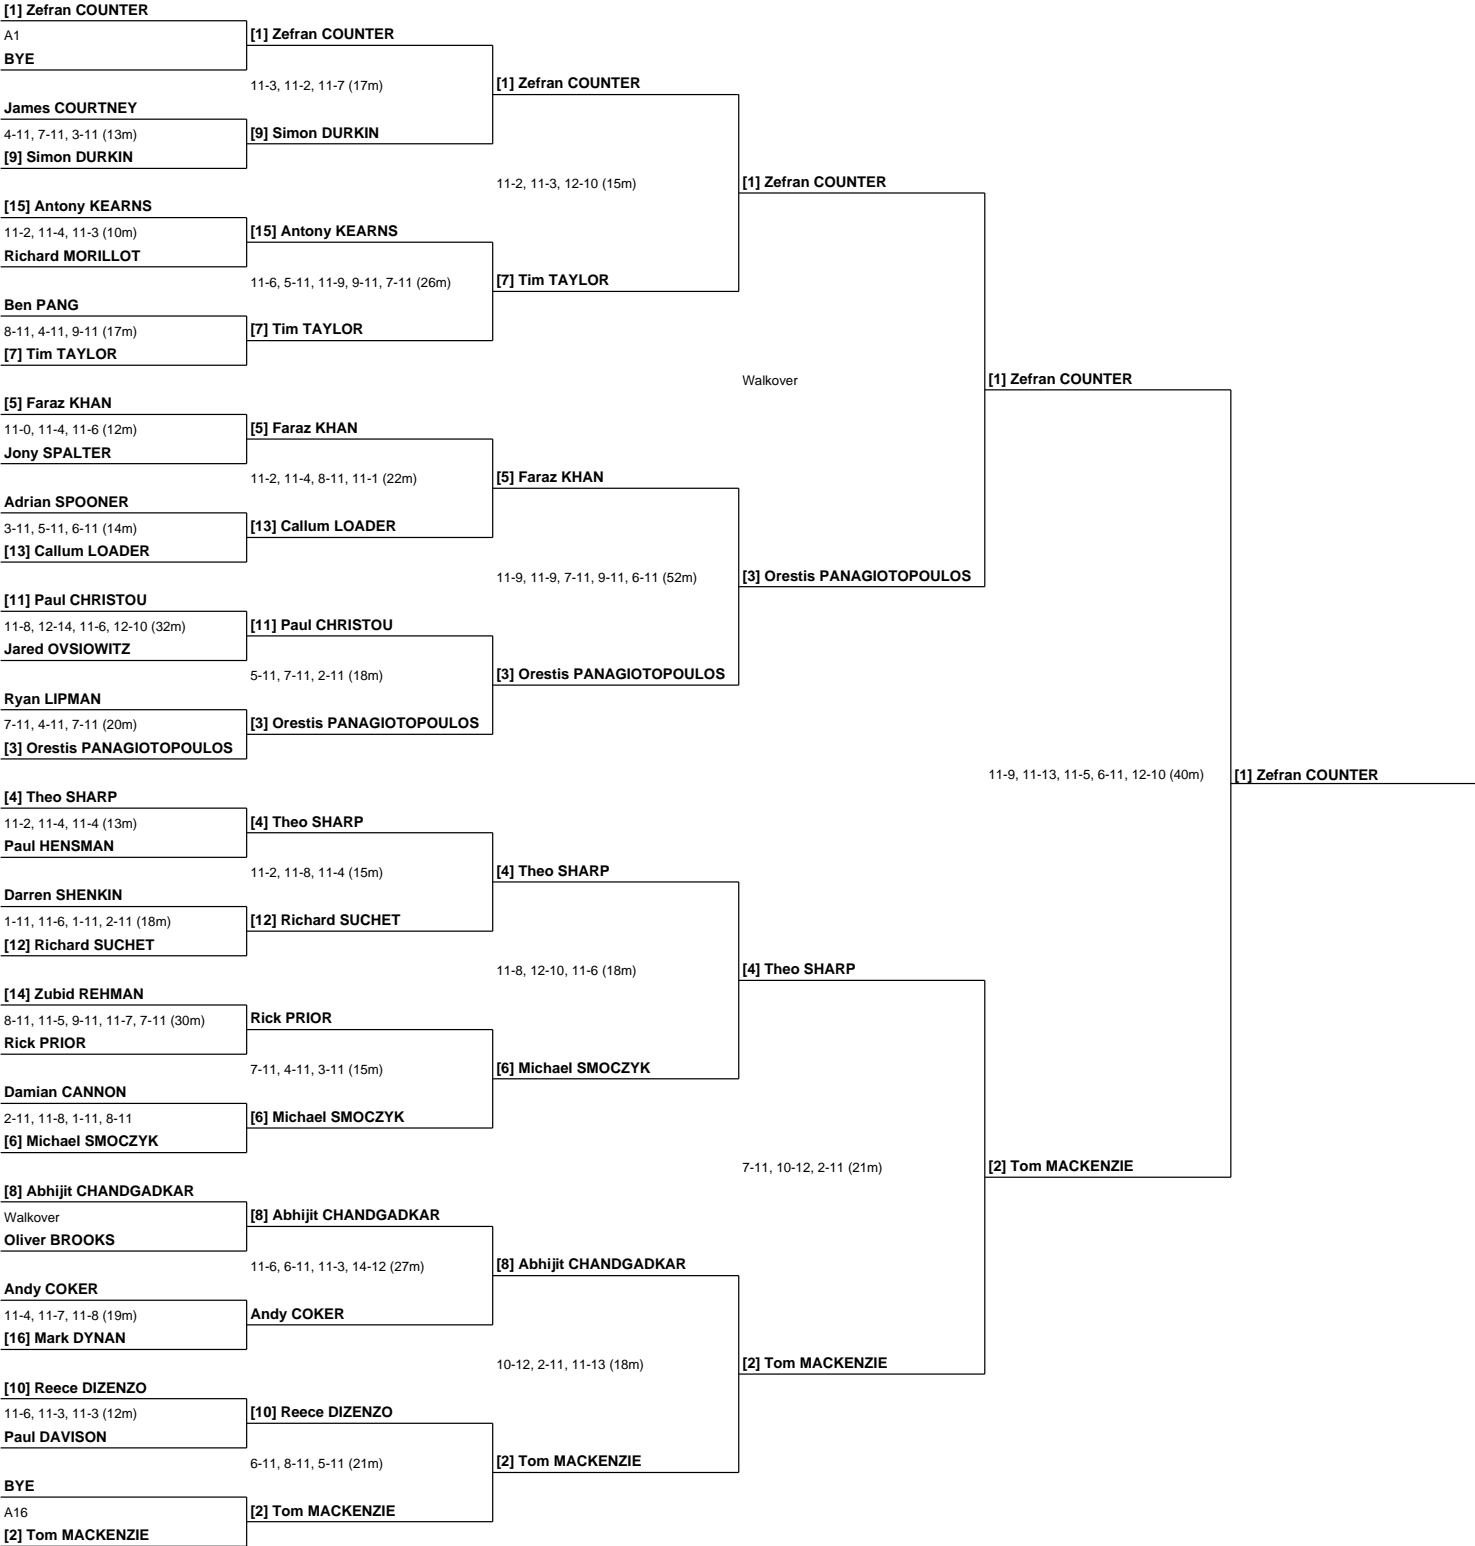 [1] Zefran COUNTER
A1
BYE
James COURTNEY
4-11, 7-11, 3-11 (13m)
[9] Simon DURKIN
[15] Antony KEARNS
11-2, 11-4, 11-3 (10m)
Richard MORILLOT
Ben PANG
8-11, 4-11, 9-11 (17m)
[7] Tim TAYLOR
[5] Faraz KHAN
11-0, 11-4, 11-6 (12m)
Jony SPALTER
Adrian SPOONER
3-11, 5-11, 6-11 (14m)
[13] Callum LOADER
[11] Paul CHRISTOU
11-8, 12-14, 11-6, 12-10 (32m)
Jared OVSIOWITZ
Ryan LIPMAN
7-11, 4-11, 7-11 (20m)
[3] Orestis PANAGIOTOPOULOS
[4] Theo SHARP
11-2, 11-4, 11-4 (13m)
Paul HENSMAN
Darren SHENKIN
1-11, 11-6, 1-11, 2-11 (18m)
[12] Richard SUCHET
[14] Zubid REHMAN
8-11, 11-5, 9-11, 11-7, 7-11 (30m)
Rick PRIOR
Damian CANNON
2-11, 11-8, 1-11, 8-11
[6] Michael SMOCZYK
[8] Abhijit CHANDGADKAR
Walkover
Oliver BROOKS
Andy COKER
11-4, 11-7, 11-8 (19m)
[16] Mark DYNAN
[10] Reece DIZENZO
11-6, 11-3, 11-3 (12m)
Paul DAVISON
BYE
A16
[2] Tom MACKENZIE
[1] Zefran COUNTER
11-3, 11-2, 11-7 (17m)
[9] Simon DURKIN
[15] Antony KEARNS
11-6, 5-11, 11-9, 9-11, 7-11 (26m)
[7] Tim TAYLOR
[5] Faraz KHAN
11-2, 11-4, 8-11, 11-1 (22m)
[13] Callum LOADER
[11] Paul CHRISTOU
5-11, 7-11, 2-11 (18m)
[3] Orestis PANAGIOTOPOULOS
[4] Theo SHARP
11-2, 11-8, 11-4 (15m)
[12] Richard SUCHET
Rick PRIOR
7-11, 4-11, 3-11 (15m)
[6] Michael SMOCZYK
[8] Abhijit CHANDGADKAR
11-6, 6-11, 11-3, 14-12 (27m)
Andy COKER
[10] Reece DIZENZO
6-11, 8-11, 5-11 (21m)
[2] Tom MACKENZIE
[1] Zefran COUNTER
11-2, 11-3, 12-10 (15m)
[7] Tim TAYLOR
[5] Faraz KHAN
11-9, 11-9, 7-11, 9-11, 6-11 (52m)
[3] Orestis PANAGIOTOPOULOS
[4] Theo SHARP
11-8, 12-10, 11-6 (18m)
[6] Michael SMOCZYK
[8] Abhijit CHANDGADKAR
10-12, 2-11, 11-13 (18m)
[2] Tom MACKENZIE
[1] Zefran COUNTER
Walkover
[3] Orestis PANAGIOTOPOULOS
[4] Theo SHARP
7-11, 10-12, 2-11 (21m)
[2] Tom MACKENZIE
[1] Zefran COUNTER
11-9, 11-13, 11-5, 6-11, 12-10 (40m)
[2] Tom MACKENZIE
[1] Zefran COUNTER